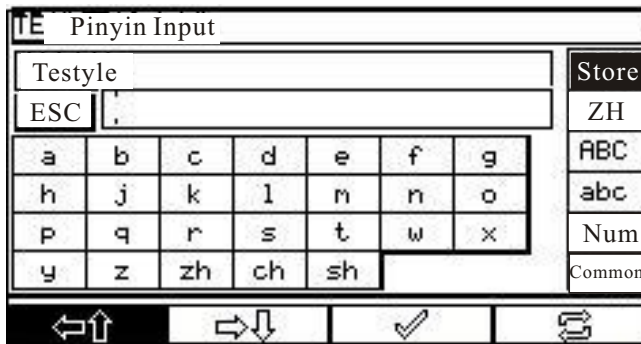 TE Pinyin Input
Testyle
Store
ESC
ZH
a b c d e f g
ABC
h j k l m n o
abc
p q r s t w x
Num
y z zh ch sh
Common